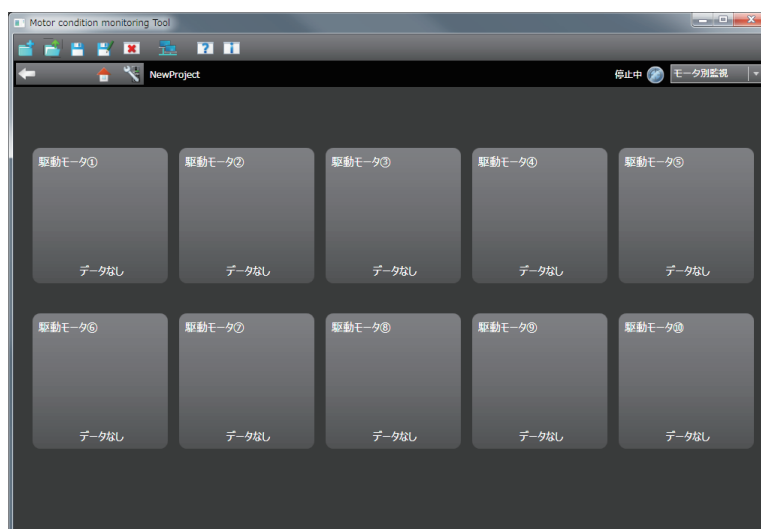 Motor condition monitoring Tool
NewProject
停止中
モータ別監視
駆動モータ①
駆動モータ②
駆動モータ③
駆動モータ④
駆動モータ⑤
データなし
データなし
データなし
データなし
データなし
駆動モータ⑥
駆動モータ⑦
駆動モータ⑧
駆動モータ⑨
駆動モータ⑩
データなし
データなし
データなし
データなし
データなし